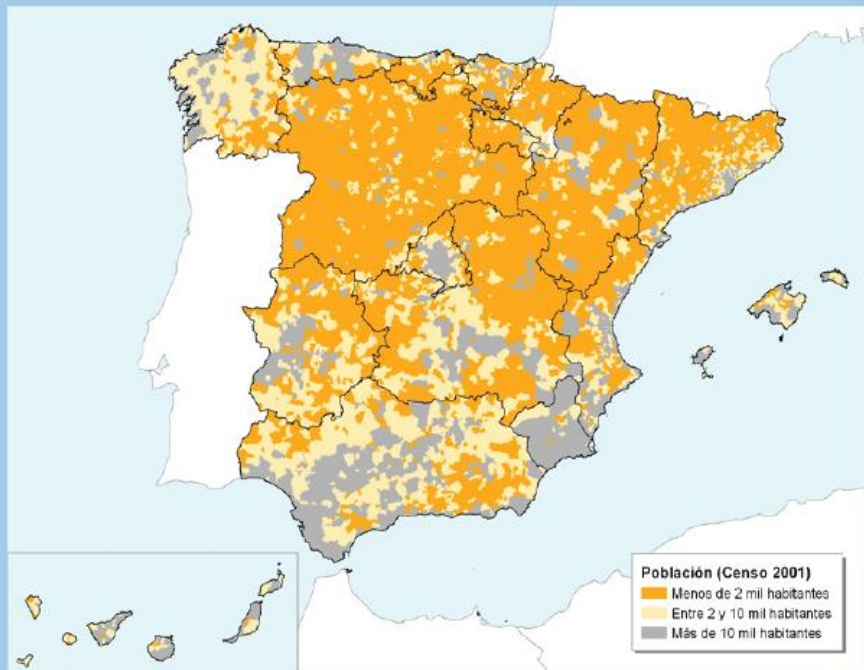 Población (Censo 2001)
Menos de 2 mil habitantes
Entre 2 y 10 mil habitantes
Más de 10 mil habitantes